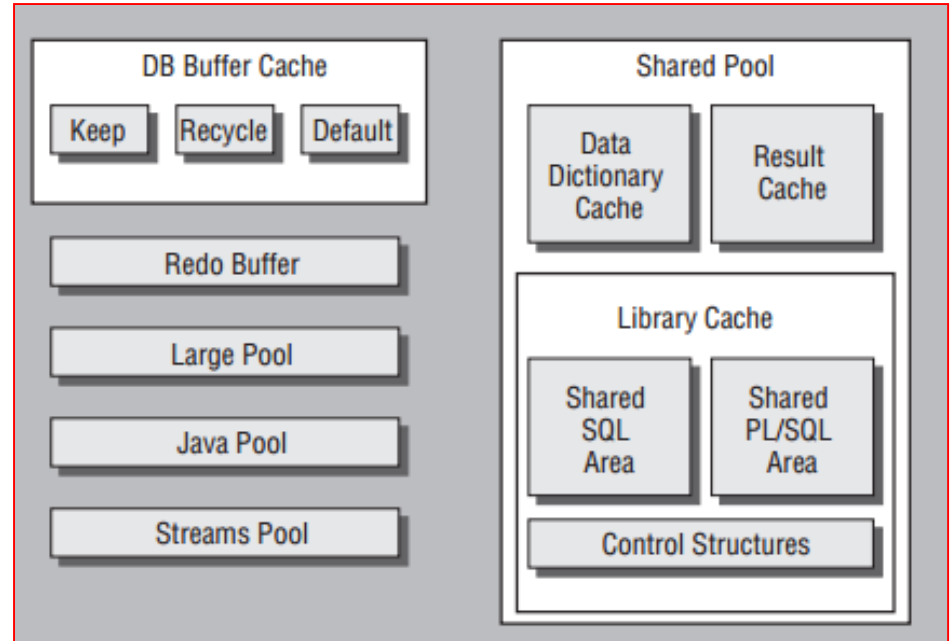 DB Buffer Cache
Keep
Recycle
Default
Redo Buffer
Large Pool
Java Pool
Streams Pool
Shared Pool
Data
Dictionary
Cache
Result
Cache
Library Cache
Shared
SQL
Area
Shared
PL/SQL
Area
Control Structures